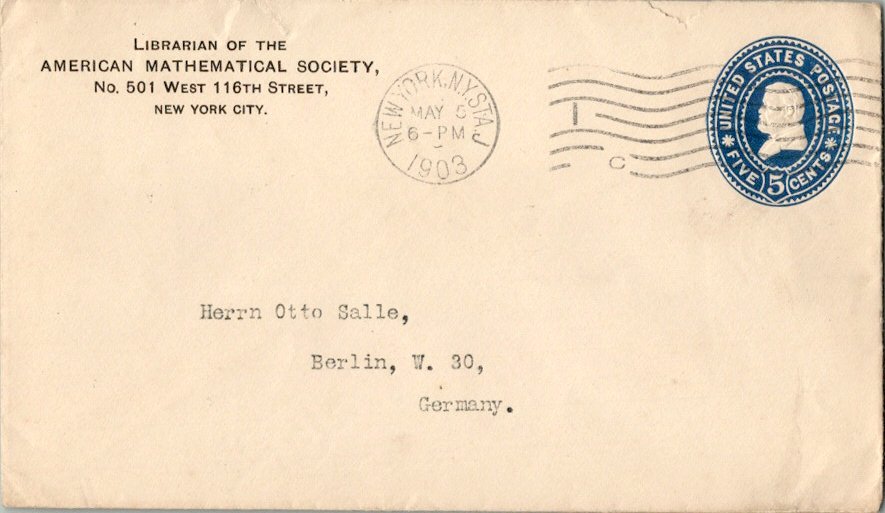 LIBRARIAN OF THE
AMERICAN MATHEMATICAL SOCIETY,
No. 501 WEST 116TH STREET,
NEW YORK CITY.
NEW YORK, N.Y. STA. J
MAY 5
6-PM
1903
C
UNITED STATES POSTAGE
FIVE 5 CENTS
Herrn Otto Salle,
Berlin, W. 30,
Germany.